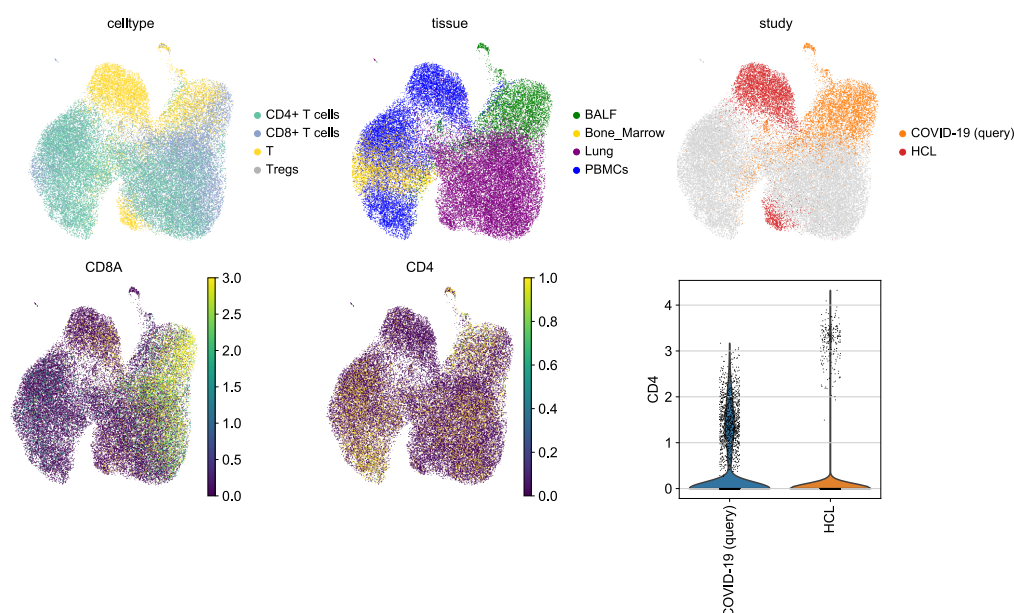 celltype
CD4+ T cells
CD8+ T cells
T
Tregs
tissue
BALF
Bone_Marrow
Lung
PBMCs
study
COVID-19 (query)
HCL
CD8A
3.0
2.5
2.0
1.5
1.0
0.5
0.0
CD4
1.0
0.8
0.6
0.4
0.2
0.0
CD4
4
3
2
1
0
COVID-19 (query)
HCL